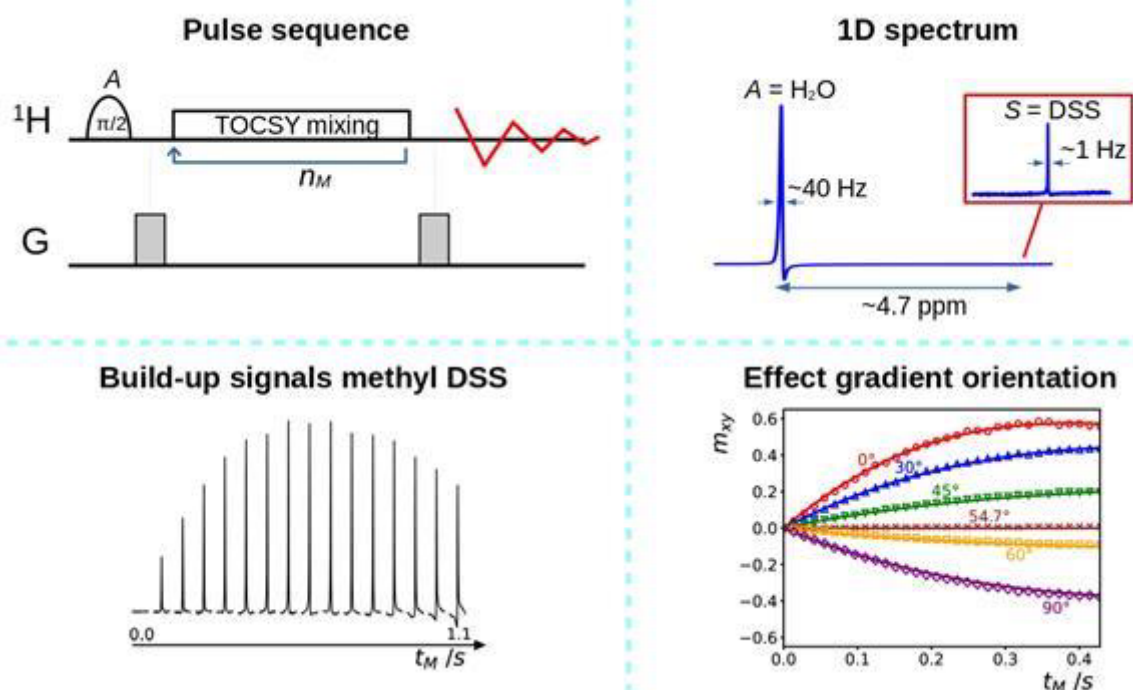 Pulse sequence
A
¹H
π/2
TOCSY mixing
n_M
G
1D spectrum
A = H₂O
S = DSS
~1 Hz
~40 Hz
~4.7 ppm
Build-up signals methyl DSS
0.0
1.1
t_M /s
Effect gradient orientation
m_xy
0.6
0.4
0.2
0.0
−0.2
−0.4
−0.6
0°
30°
45°
54.7°
60°
90°
0.0 0.1 0.2 0.3 0.4
t_M /s